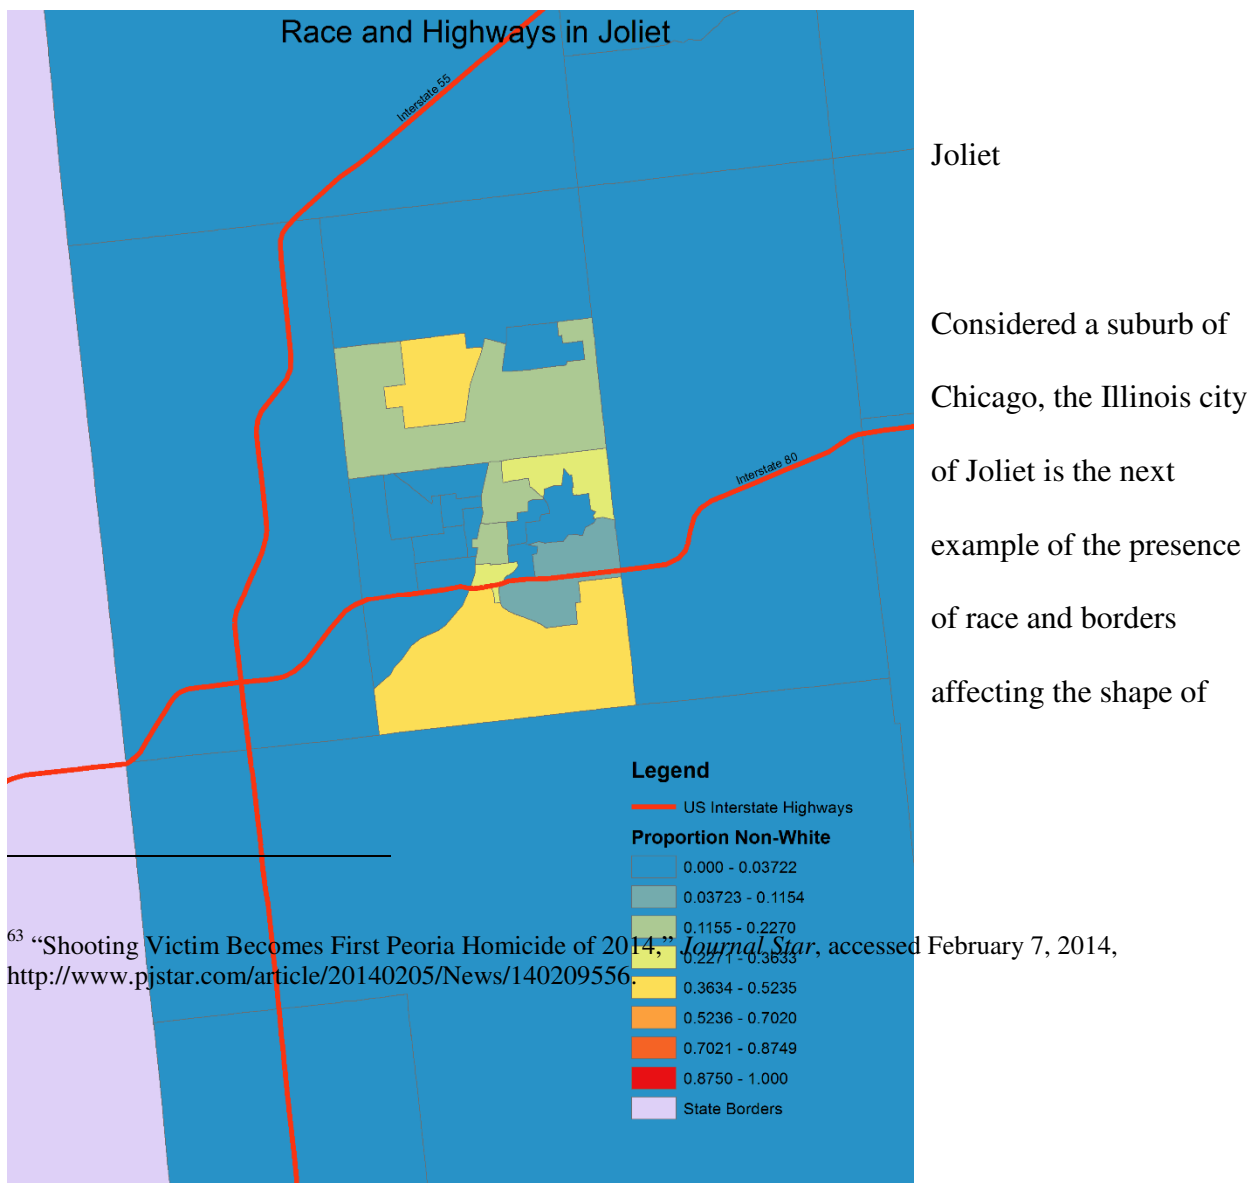 Race and Highways in Joliet
Interstate 55
Interstate 80
Legend
US Interstate Highways
Proportion Non-White
0.000 - 0.03722
0.03723 - 0.1154
0.1155 - 0.2270
0.2271 - 0.3633
0.3634 - 0.5235
0.5236 - 0.7020
0.7021 - 0.8749
0.8750 - 1.000
State Borders
Joliet
Considered a suburb of
Chicago, the Illinois city
of Joliet is the next
example of the presence
of race and borders
affecting the shape of
63 “Shooting Victim Becomes First Peoria Homicide of 2014,” Journal Star, accessed February 7, 2014,
http://www.pjstar.com/article/20140205/News/140209556.